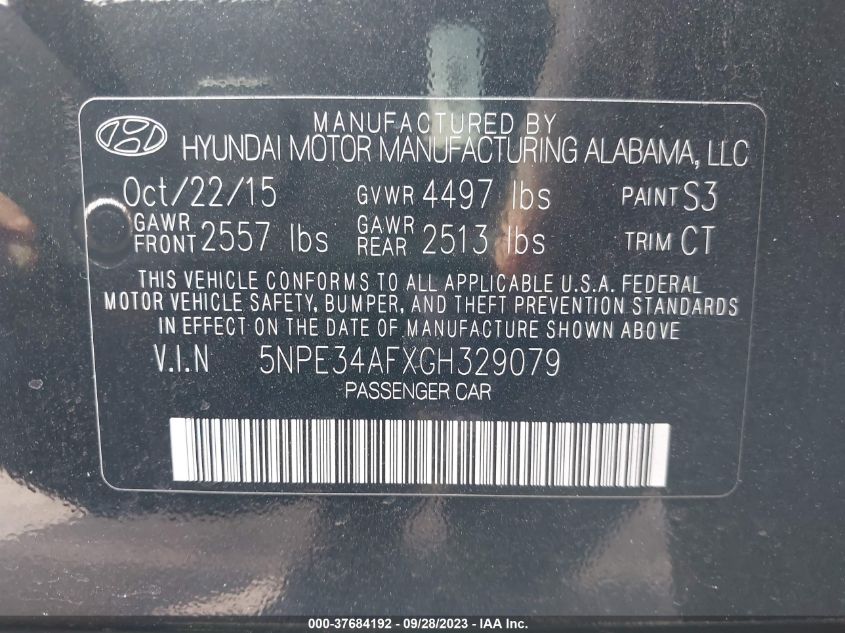 MANUFACTURED BY
HYUNDAI MOTOR MANUFACTURING ALABAMA, LLC
Oct/22/15 GVWR 4497 lbs PAINT S3
GAWR FRONT 2557 lbs GAWR REAR 2513 lbs TRIM CT
THIS VEHICLE CONFORMS TO ALL APPLICABLE U.S.A. FEDERAL
MOTOR VEHICLE SAFETY, BUMPER, AND THEFT PREVENTION STANDARDS
IN EFFECT ON THE DATE OF MANUFACTURE SHOWN ABOVE
V.I.N 5NPE34AFXGH329079
PASSENGER CAR
000-37684192 - 09/28/2023 - IAA Inc.